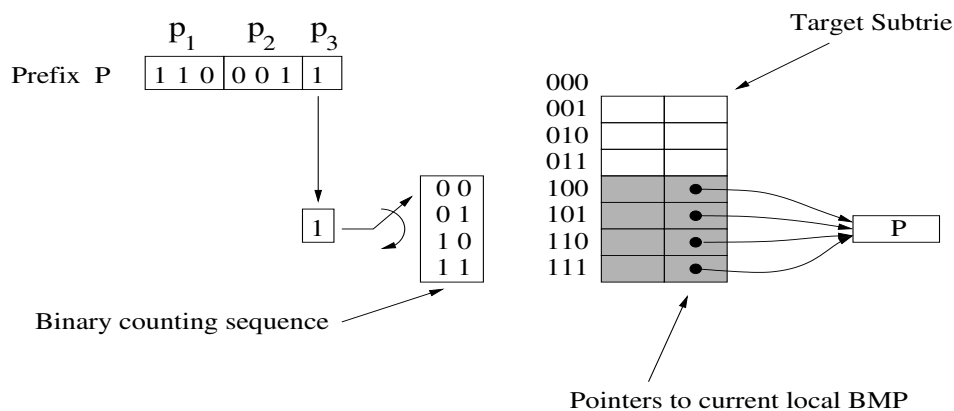 Target Subtrie
p1 p2 p3
Prefix P 1 1 0 0 0 1 1
000
001
010
011
100
101
110
111
1
0 0
0 1
1 0
1 1
P
Binary counting sequence
Pointers to current local BMP